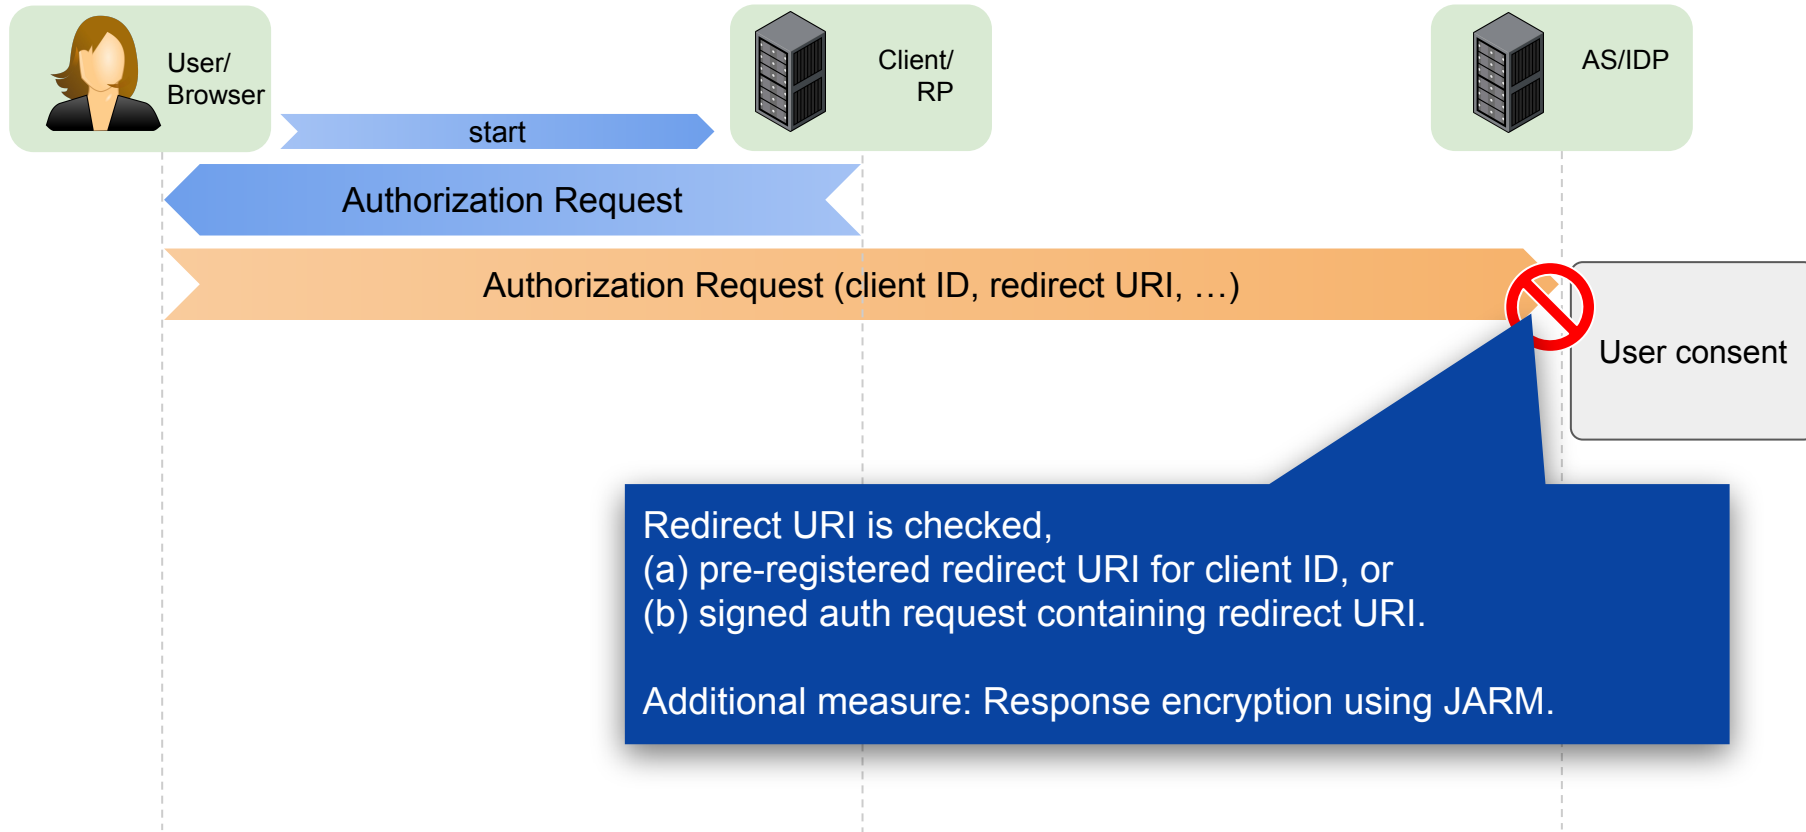 User/
Browser
Client/
RP
AS/IDP
start
Authorization Request
Authorization Request (client ID, redirect URI, …)
User consent
Redirect URI is checked,
(a) pre-registered redirect URI for client ID, or
(b) signed auth request containing redirect URI.
Additional measure: Response encryption using JARM.